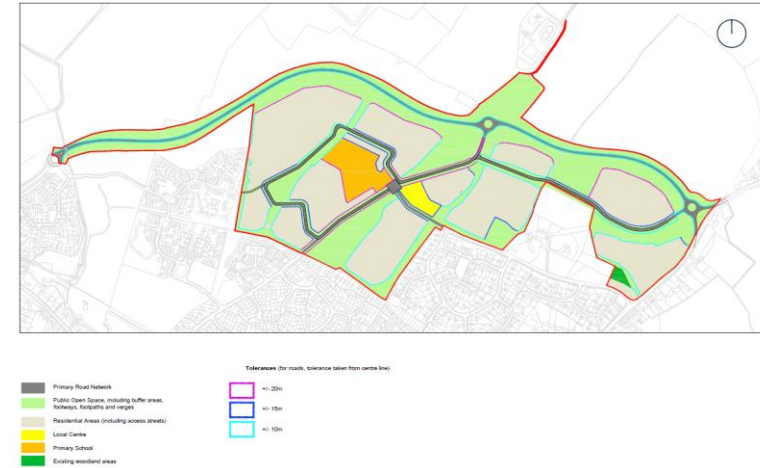 Tolerances (for roads, tolerance taken from centre line)
Primary Road Network
Public Open Space, including buffer areas,
footways, footpaths and verges
Residential Areas (including access streets)
Local Centre
Primary School
Existing woodland areas
+/- 20m
+/- 15m
+/- 10m